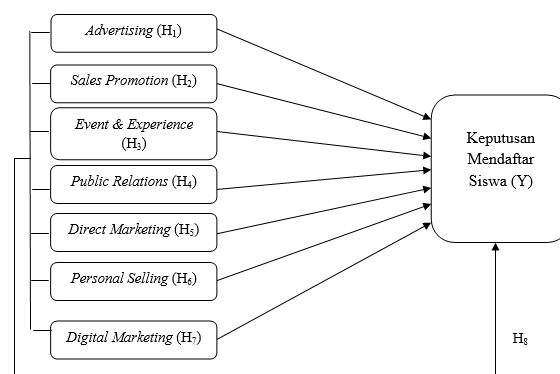 Advertising (H₁)
Sales Promotion (H₂)
Event & Experience
(H₃)
Public Relations (H₄)
Direct Marketing (H₅)
Personal Selling (H₆)
Digital Marketing (H₇)
Keputusan
Mendaftar
Siswa (Y)
H₈